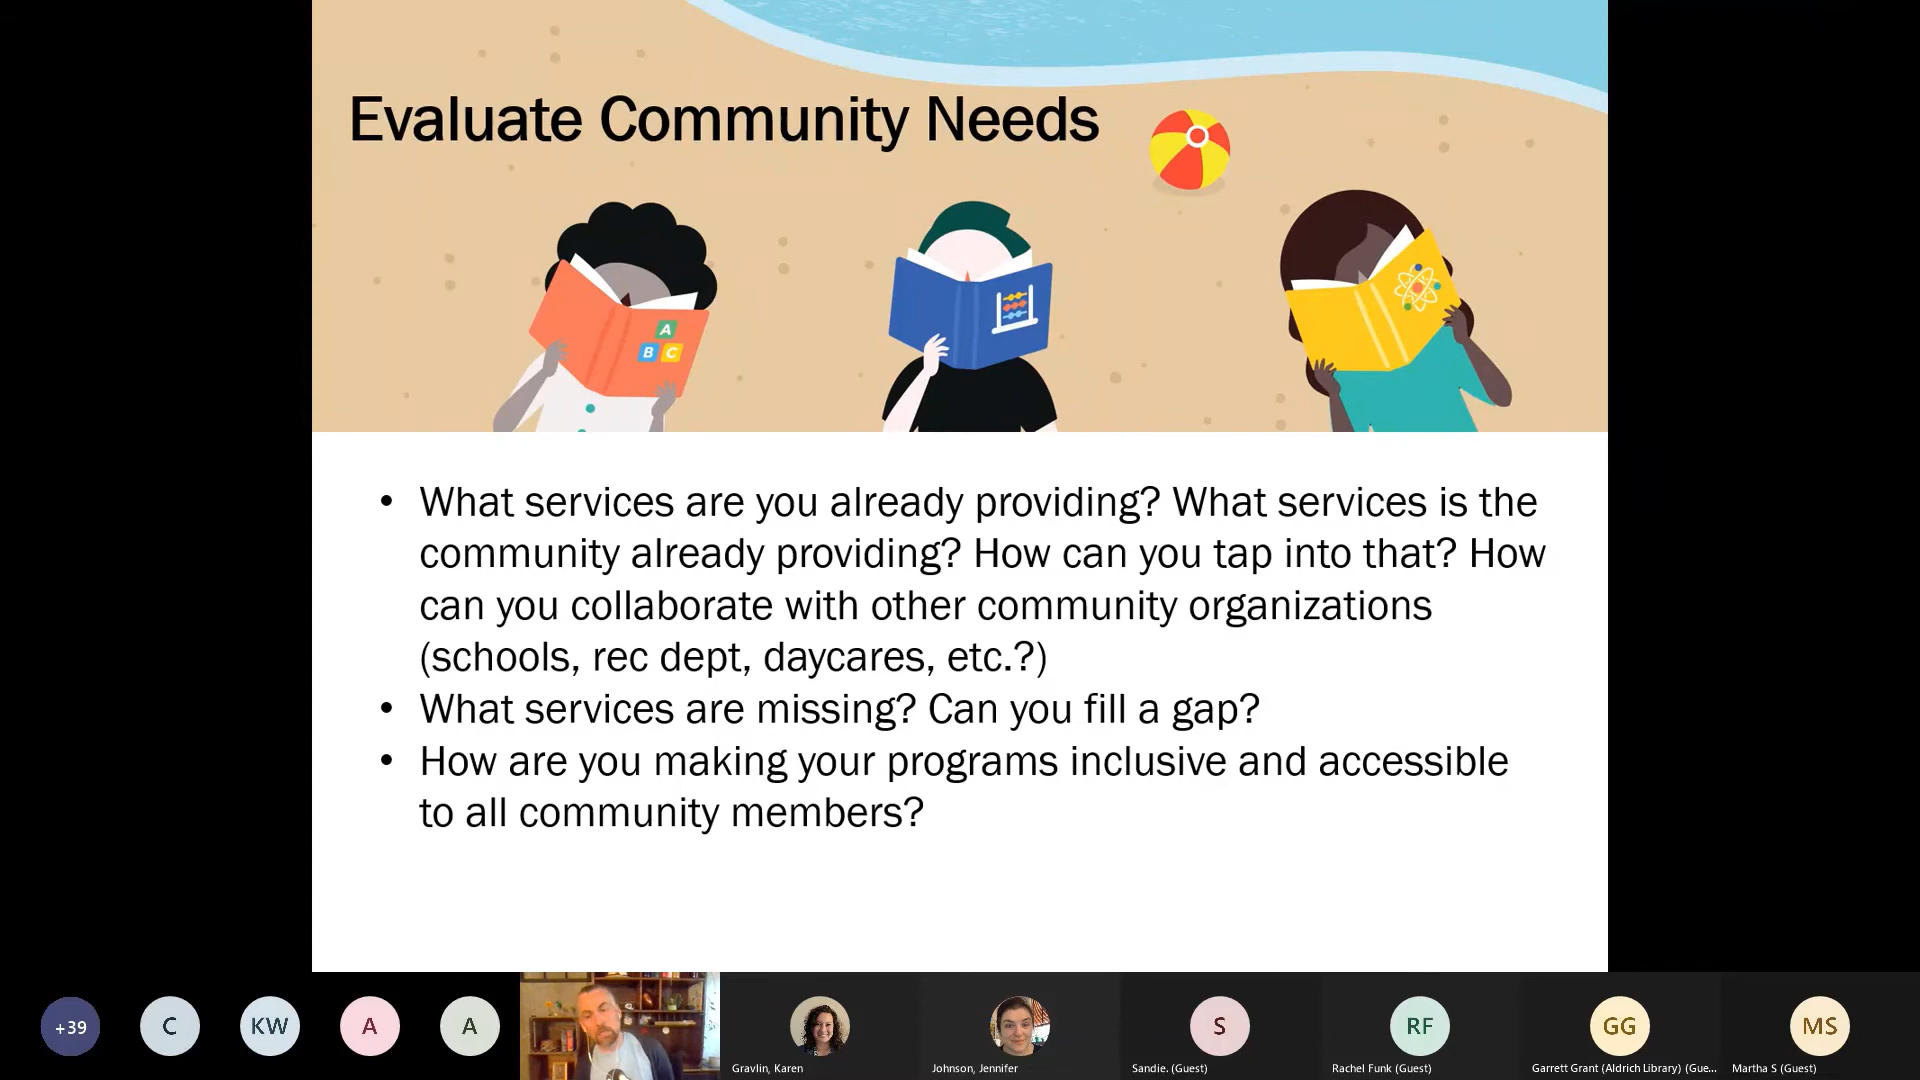 Evaluate Community Needs
A
B C
• What services are you already providing? What services is the
community already providing? How can you tap into that? How
can you collaborate with other community organizations
(schools, rec dept, daycares, etc.?)
• What services are missing? Can you fill a gap?
• How are you making your programs inclusive and accessible
to all community members?
+39
C
KW
A
A
S
RF
GG
MS
Gravlin, Karen
Johnson, Jennifer
Sandie. (Guest)
Rachel Funk (Guest)
Garrett Grant (Aldrich Library) (Gue...
Martha S (Guest)